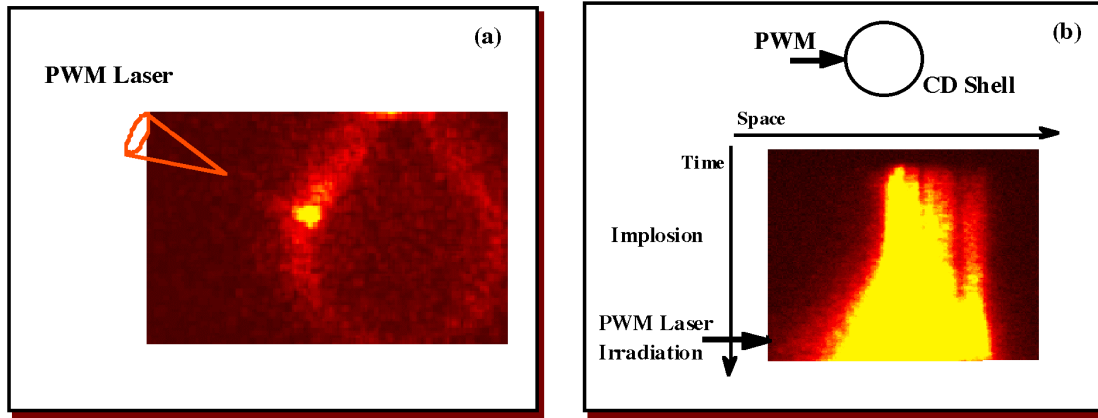 (a)
PWM Laser
(b)
PWM
CD Shell
Space
Time
Implosion
PWM Laser
Irradiation